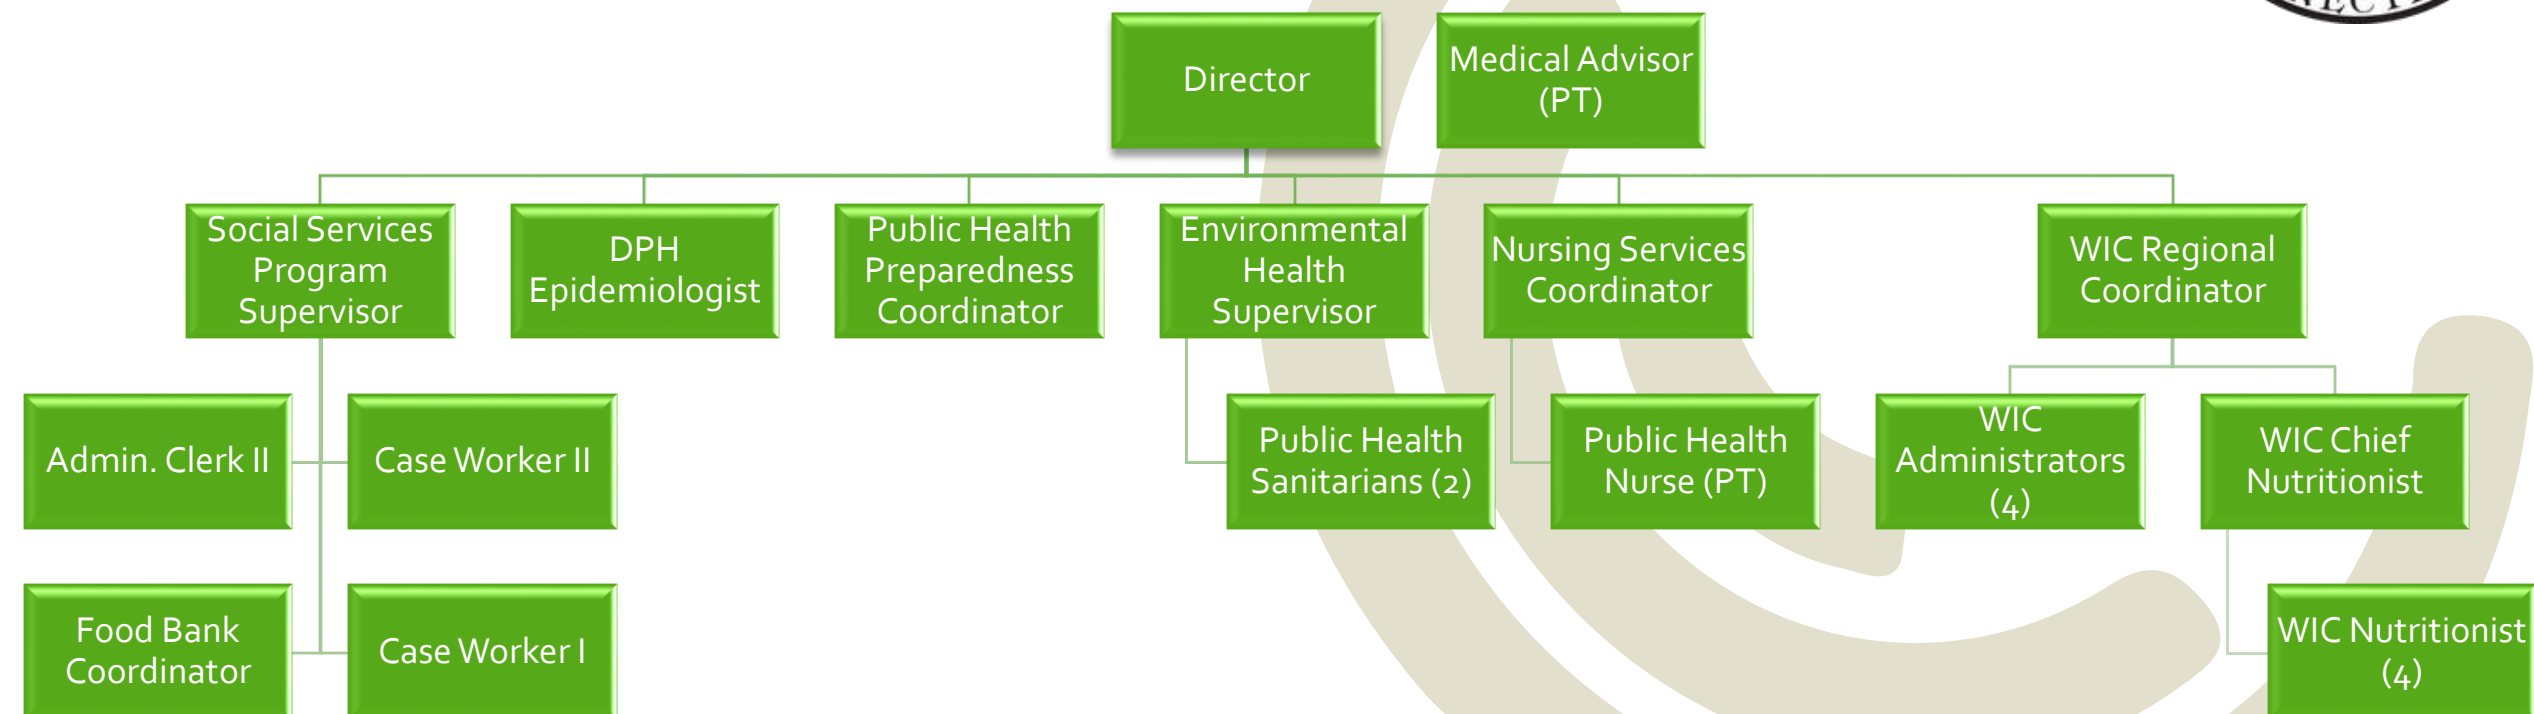 Director
Medical Advisor
(PT)
Social Services
Program
Supervisor
DPH
Epidemiologist
Public Health
Preparedness
Coordinator
Environmental
Health
Supervisor
Nursing Services
Coordinator
WIC Regional
Coordinator
Admin. Clerk II
Case Worker II
Public Health
Sanitarians (2)
Public Health
Nurse (PT)
WIC
Administrators
(4)
WIC Chief
Nutritionist
Food Bank
Coordinator
Case Worker I
WIC Nutritionist
(4)